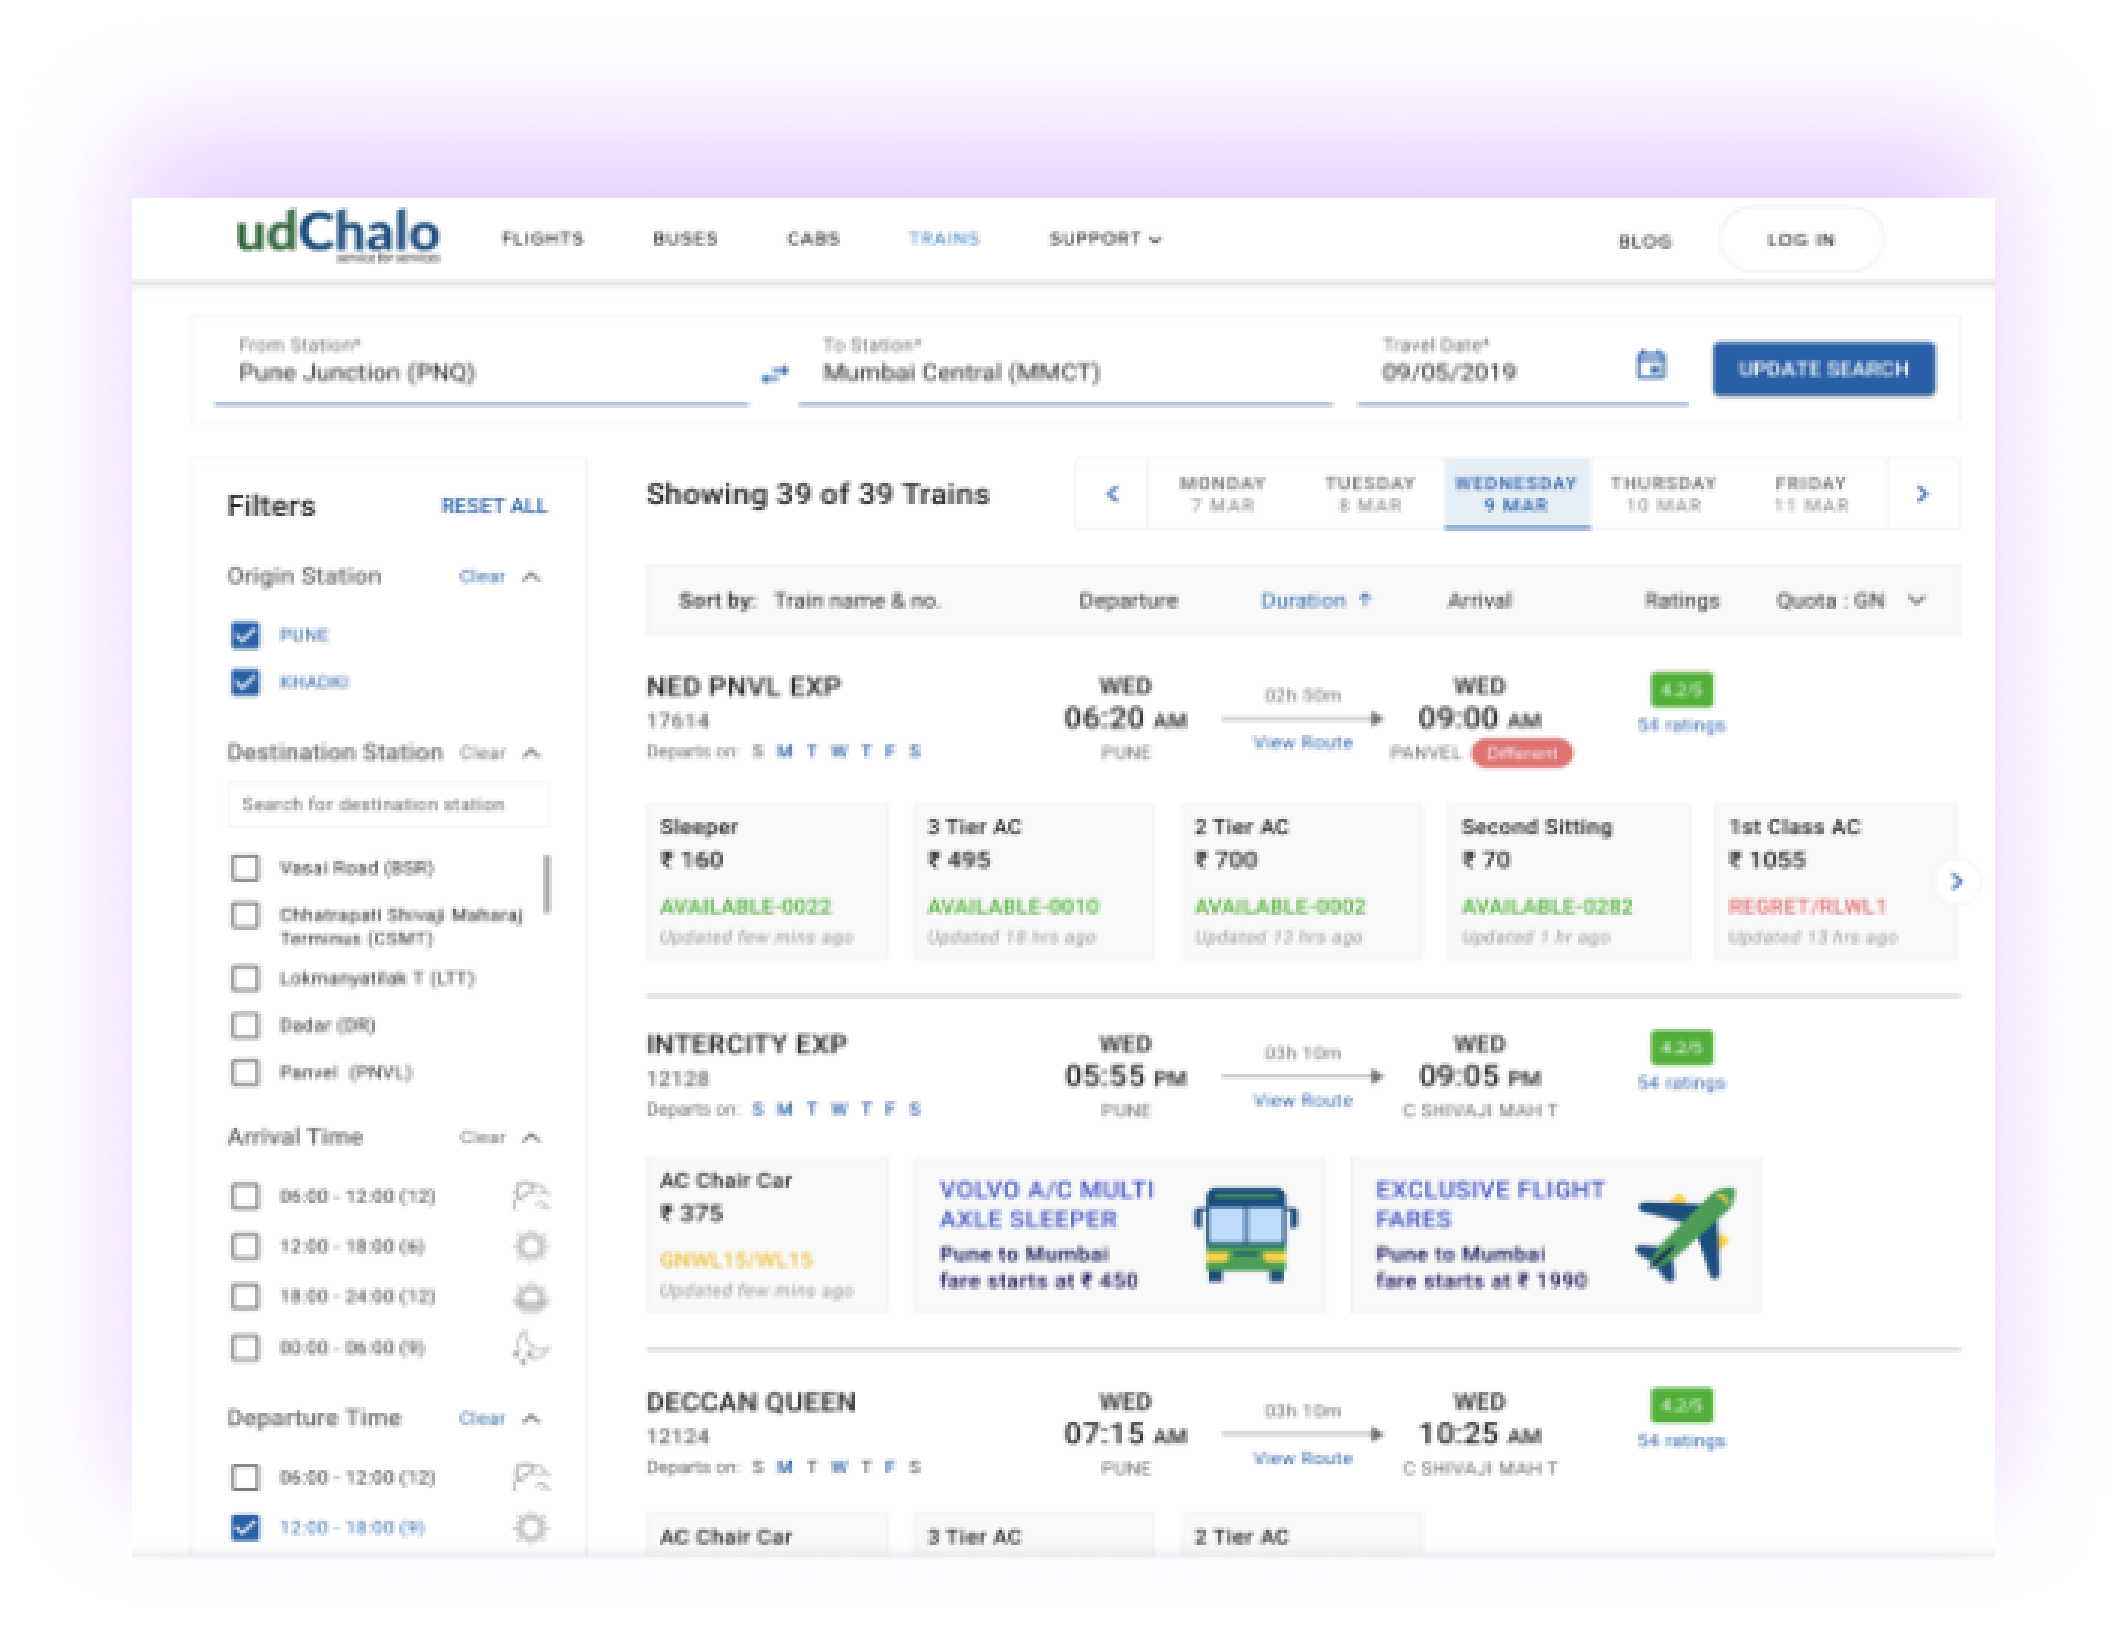 udChalo
service for services
FLIGHTS BUSES CABS TRAINS SUPPORT BLOG LOG IN
From Station* To Station* Travel Date*
Pune Junction (PNQ) Mumbai Central (MMCT) 09/05/2019 UPDATE SEARCH
Filters RESET ALL
Origin Station Clear
PUNE
KHADKI
Destination Station Clear
Search for destination station
Vasai Road (BSR)
Chhatrapati Shivaji Maharaj
Terminus (CSMT)
Lokmanyatilak T (LTT)
Dadar (DR)
Panvel (PNVL)
Arrival Time Clear
06:00 - 12:00 (12)
12:00 - 18:00 (6)
18:00 - 24:00 (12)
00:00 - 06:00 (9)
Departure Time Clear
06:00 - 12:00 (12)
12:00 - 18:00 (9)
Showing 39 of 39 Trains
MONDAY TUESDAY WEDNESDAY THURSDAY FRIDAY
7 MAR 8 MAR 9 MAR 10 MAR 11 MAR
Sort by: Train name & no. Departure Duration Arrival Ratings Quota : GN
NED PNVL EXP WED 02h 50m WED 4.2/5
17614 06:20 AM 09:00 AM 54 ratings
Departs on: S M T W T F S PUNE View Route PANVEL Different
Sleeper 3 Tier AC 2 Tier AC Second Sitting 1st Class AC
₹ 160 ₹ 495 ₹ 700 ₹ 70 ₹ 1055
AVAILABLE-0022 AVAILABLE-0010 AVAILABLE-0002 AVAILABLE-0282 REGRET/RLWL1
Updated few mins ago Updated 18 hrs ago Updated 13 hrs ago Updated 1 hr ago Updated 13 hrs ago
INTERCITY EXP WED 03h 10m WED 4.2/5
12128 05:55 PM 09:05 PM 54 ratings
Departs on: S M T W T F S PUNE View Route C SHIVAJI MAH T
AC Chair Car
₹ 375
GNWL15/WL15
Updated few mins ago
VOLVO A/C MULTI
AXLE SLEEPER
Pune to Mumbai
fare starts at ₹ 450
EXCLUSIVE FLIGHT
FARES
Pune to Mumbai
fare starts at ₹ 1990
DECCAN QUEEN WED 03h 10m WED 4.2/5
12124 07:15 AM 10:25 AM 54 ratings
Departs on: S M T W T F S PUNE View Route C SHIVAJI MAH T
AC Chair Car 3 Tier AC 2 Tier AC